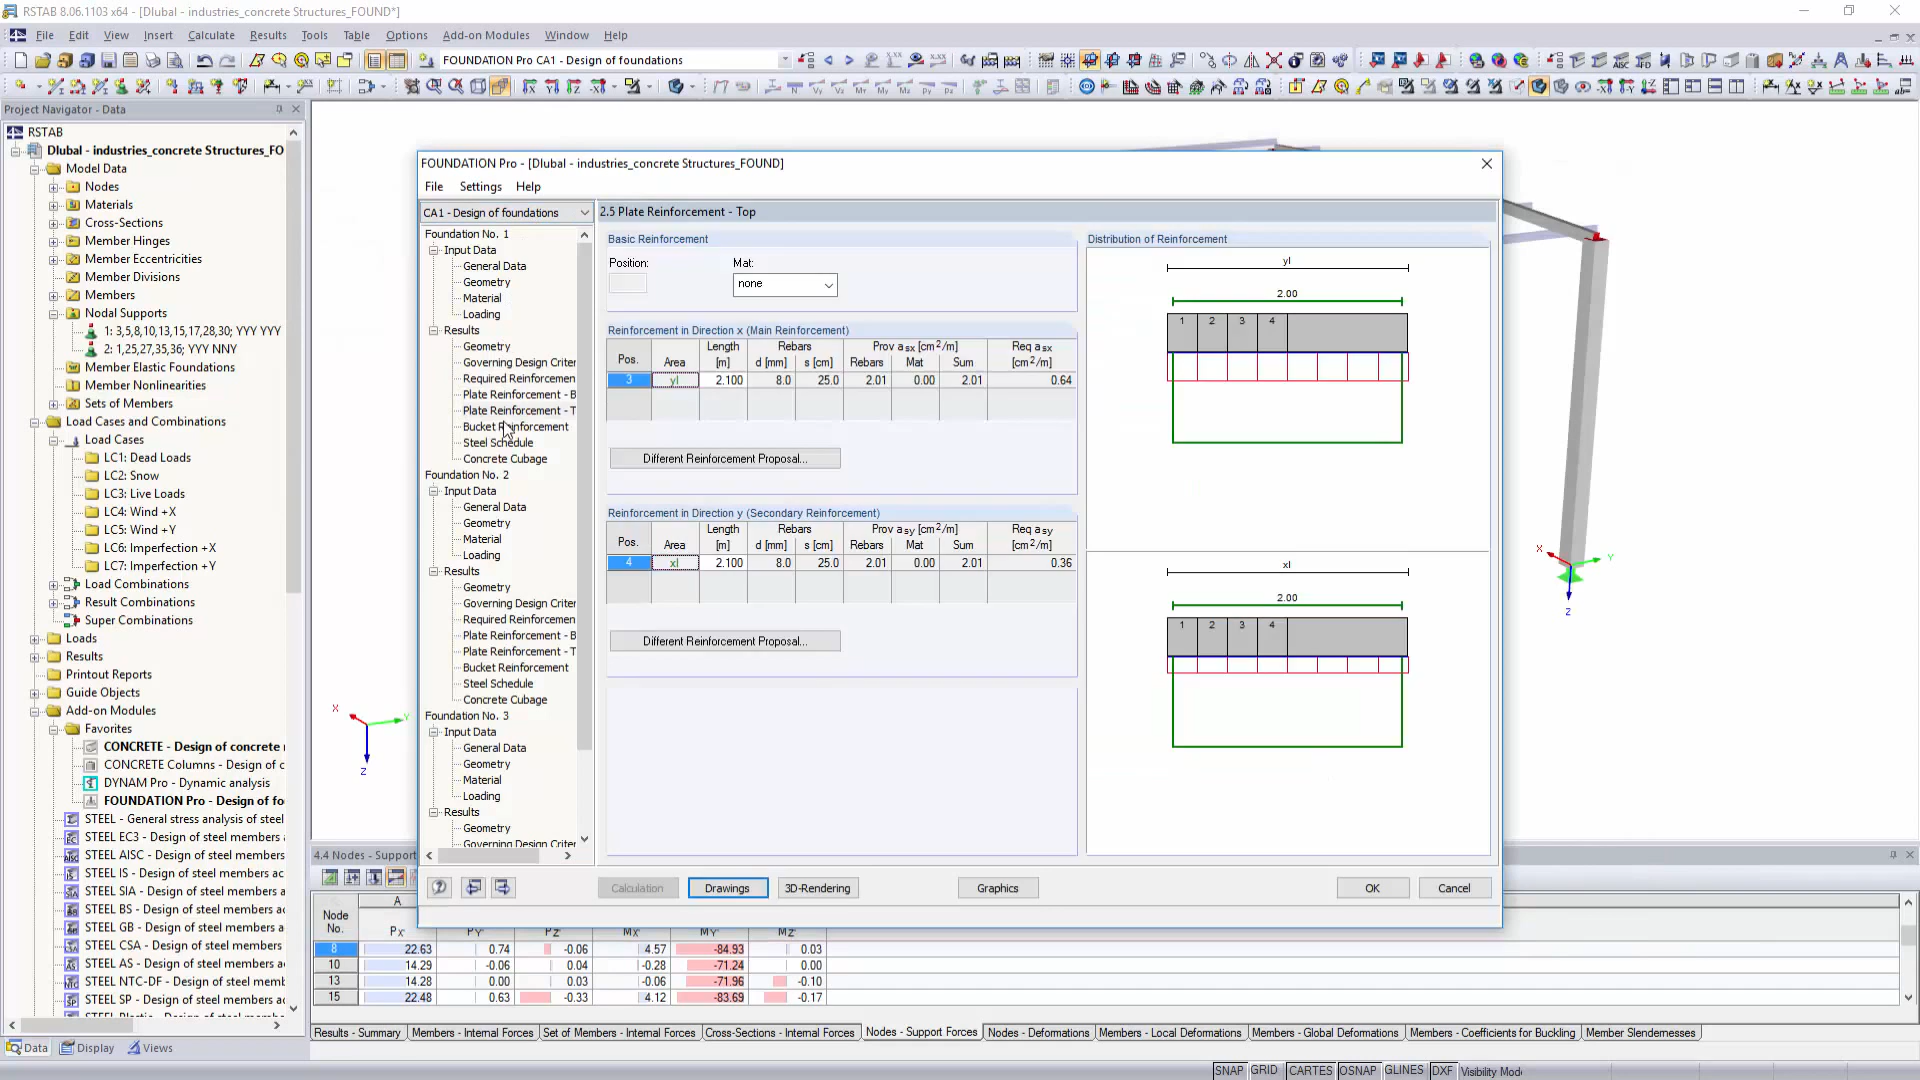 RSTAB 8.06.1103 x64 - [Dlubal - industries_concrete Structures_FOUND*]
File Edit View Insert Calculate Results Tools Table Options Add-on Modules Window Help
FOUNDATION Pro CA1 - Design of foundations
Project Navigator - Data
RSTAB
Dlubal - industries_concrete Structures_FO
Model Data
Nodes
Materials
Cross-Sections
Member Hinges
Member Eccentricities
Member Divisions
Members
Nodal Supports
1: 3,5,8,10,13,15,17,28,30; YYY YYY
2: 1,25,27,35,36; YYY NNY
Member Elastic Foundations
Member Nonlinearities
Sets of Members
Load Cases and Combinations
Load Cases
LC1: Dead Loads
LC2: Snow
LC3: Live Loads
LC4: Wind +X
LC5: Wind +Y
LC6: Imperfection +X
LC7: Imperfection +Y
Load Combinations
Result Combinations
Super Combinations
Loads
Results
Printout Reports
Guide Objects
Add-on Modules
Favorites
CONCRETE - Design of concrete
CONCRETE Columns - Design of c
DYNAM Pro - Dynamic analysis
FOUNDATION Pro - Design of fo
STEEL - General stress analysis of steel
STEEL EC3 - Design of steel members
STEEL AISC - Design of steel members
STEEL IS - Design of steel members ac
STEEL SIA - Design of steel members
STEEL BS - Design of steel members a
STEEL GB - Design of steel members a
STEEL CSA - Design of steel members
STEEL AS - Design of steel members a
STEEL NTC-DF - Design of steel memb
STEEL SP - Design of steel members a
Data Display Views
FOUNDATION Pro - [Dlubal - industries_concrete Structures_FOUND]
File Settings Help
CA1 - Design of foundations
Foundation No. 1
Input Data
General Data
Geometry
Material
Loading
Results
Geometry
Governing Design Criter
Required Reinforcemen
Plate Reinforcement - B
Plate Reinforcement - T
Bucket Reinforcement
Steel Schedule
Concrete Cubage
Foundation No. 2
Input Data
General Data
Geometry
Material
Loading
Results
Geometry
Governing Design Criter
Required Reinforcemen
Plate Reinforcement - B
Plate Reinforcement - T
Bucket Reinforcement
Steel Schedule
Concrete Cubage
Foundation No. 3
Input Data
General Data
Geometry
Material
Loading
Results
Geometry
Governing Design Criter
2.5 Plate Reinforcement - Top
Basic Reinforcement
Position: Mat:
none
Reinforcement in Direction x (Main Reinforcement)
Length Rebars Prov asx [cm2/m] Req asx
Pos. Area [m] d [mm] s [cm] Rebars Mat Sum [cm2/m]
3 yl 2.100 8.0 25.0 2.01 0.00 2.01 0.64
Different Reinforcement Proposal...
Reinforcement in Direction y (Secondary Reinforcement)
Length Rebars Prov asy [cm2/m] Req asy
Pos. Area [m] d [mm] s [cm] Rebars Mat Sum [cm2/m]
4 xl 2.100 8.0 25.0 2.01 0.00 2.01 0.36
Different Reinforcement Proposal...
Distribution of Reinforcement
yl
2.00
1 2 3 4
xl
2.00
1 2 3 4
Calculation Drawings 3D-Rendering Graphics OK Cancel
X Y Z
X Y Z
4.4 Nodes - Support
A
Node
No. PX' PY' PZ' MX' MY' MZ'
8 22.63 0.74 -0.06 4.57 -84.93 0.03
10 14.29 -0.06 0.04 -0.28 -71.24 0.00
13 14.28 0.00 0.03 -0.06 -71.96 -0.10
15 22.48 0.63 -0.33 4.12 -83.69 -0.17
Results - Summary Members - Internal Forces Set of Members - Internal Forces Cross-Sections - Internal Forces Nodes - Support Forces Nodes - Deformations Members - Local Deformations Members - Global Deformations Members - Coefficients for Buckling Member Slendernesses
SNAP GRID CARTES OSNAP GLINES DXF Visibility Mode